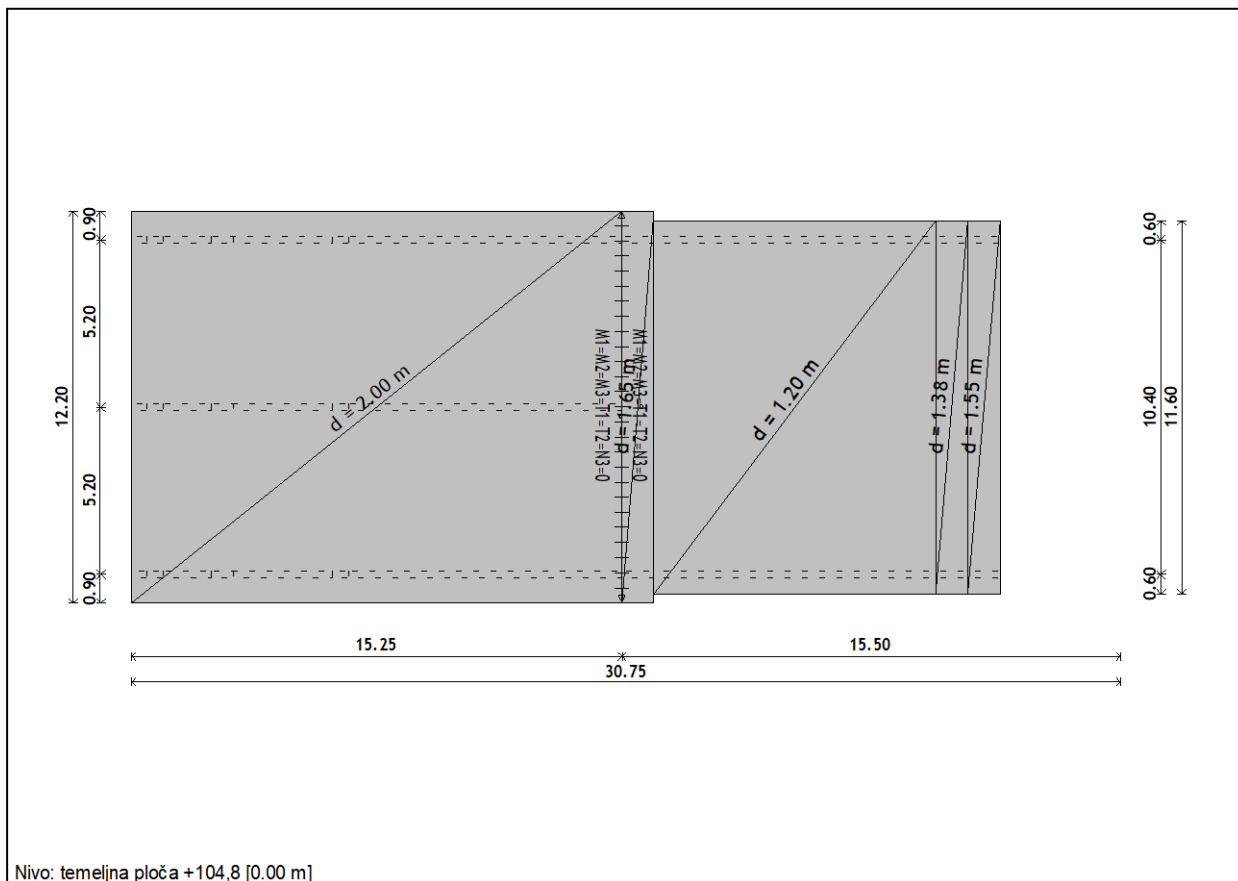 0.90
5.20
12.20
5.20
0.90
d = 2.00 m
M1=M2=M3=T1=T2=N3=0
d = 1.65 m
M1=M2=M3=T1=T2=N3=0
d = 1.20 m
d = 1.38 m
d = 1.55 m
0.60
10.40
11.60
0.60
15.25
15.50
30.75
Nivo: temeljna ploča +104,8 [0.00 m]